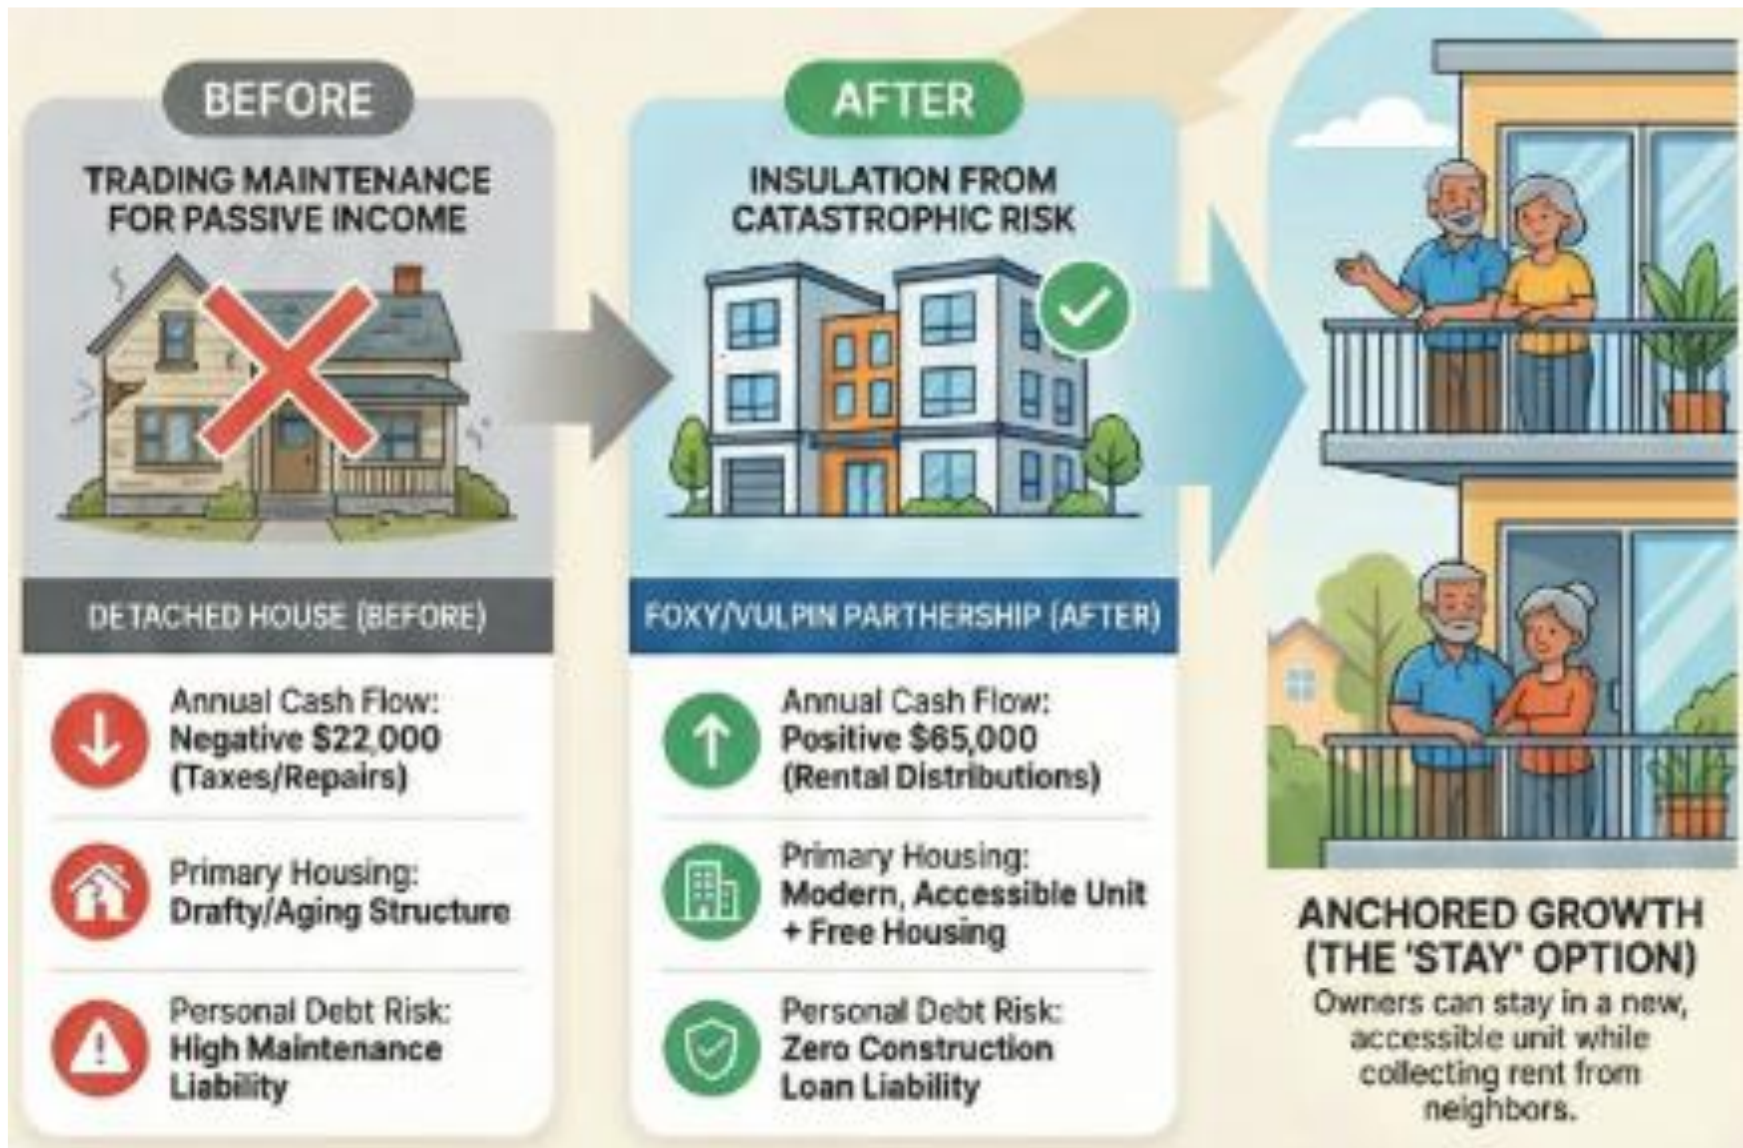 BEFORE
TRADING MAINTENANCE
FOR PASSIVE INCOME
DETACHED HOUSE (BEFORE)
Annual Cash Flow:
Negative $22,000
(Taxes/Repairs)
Primary Housing:
Drafty/Aging Structure
Personal Debt Risk:
High Maintenance
Liability
AFTER
INSULATION FROM
CATASTROPHIC RISK
FOXY/VULPIN PARTHERSHIP (AFTER)
Annual Cash Flow:
Positive $65,000
(Rental Distributions)
Primary Housing:
Modern, Accessible Unit
+ Free Housing
Personal Debt Risk:
Zero Construction
Loan Liability
ANCHORED GROWTH
(THE 'STAY' OPTION)
Owners can stay in a new,
accessible unit while
collecting rent from
neighbors.